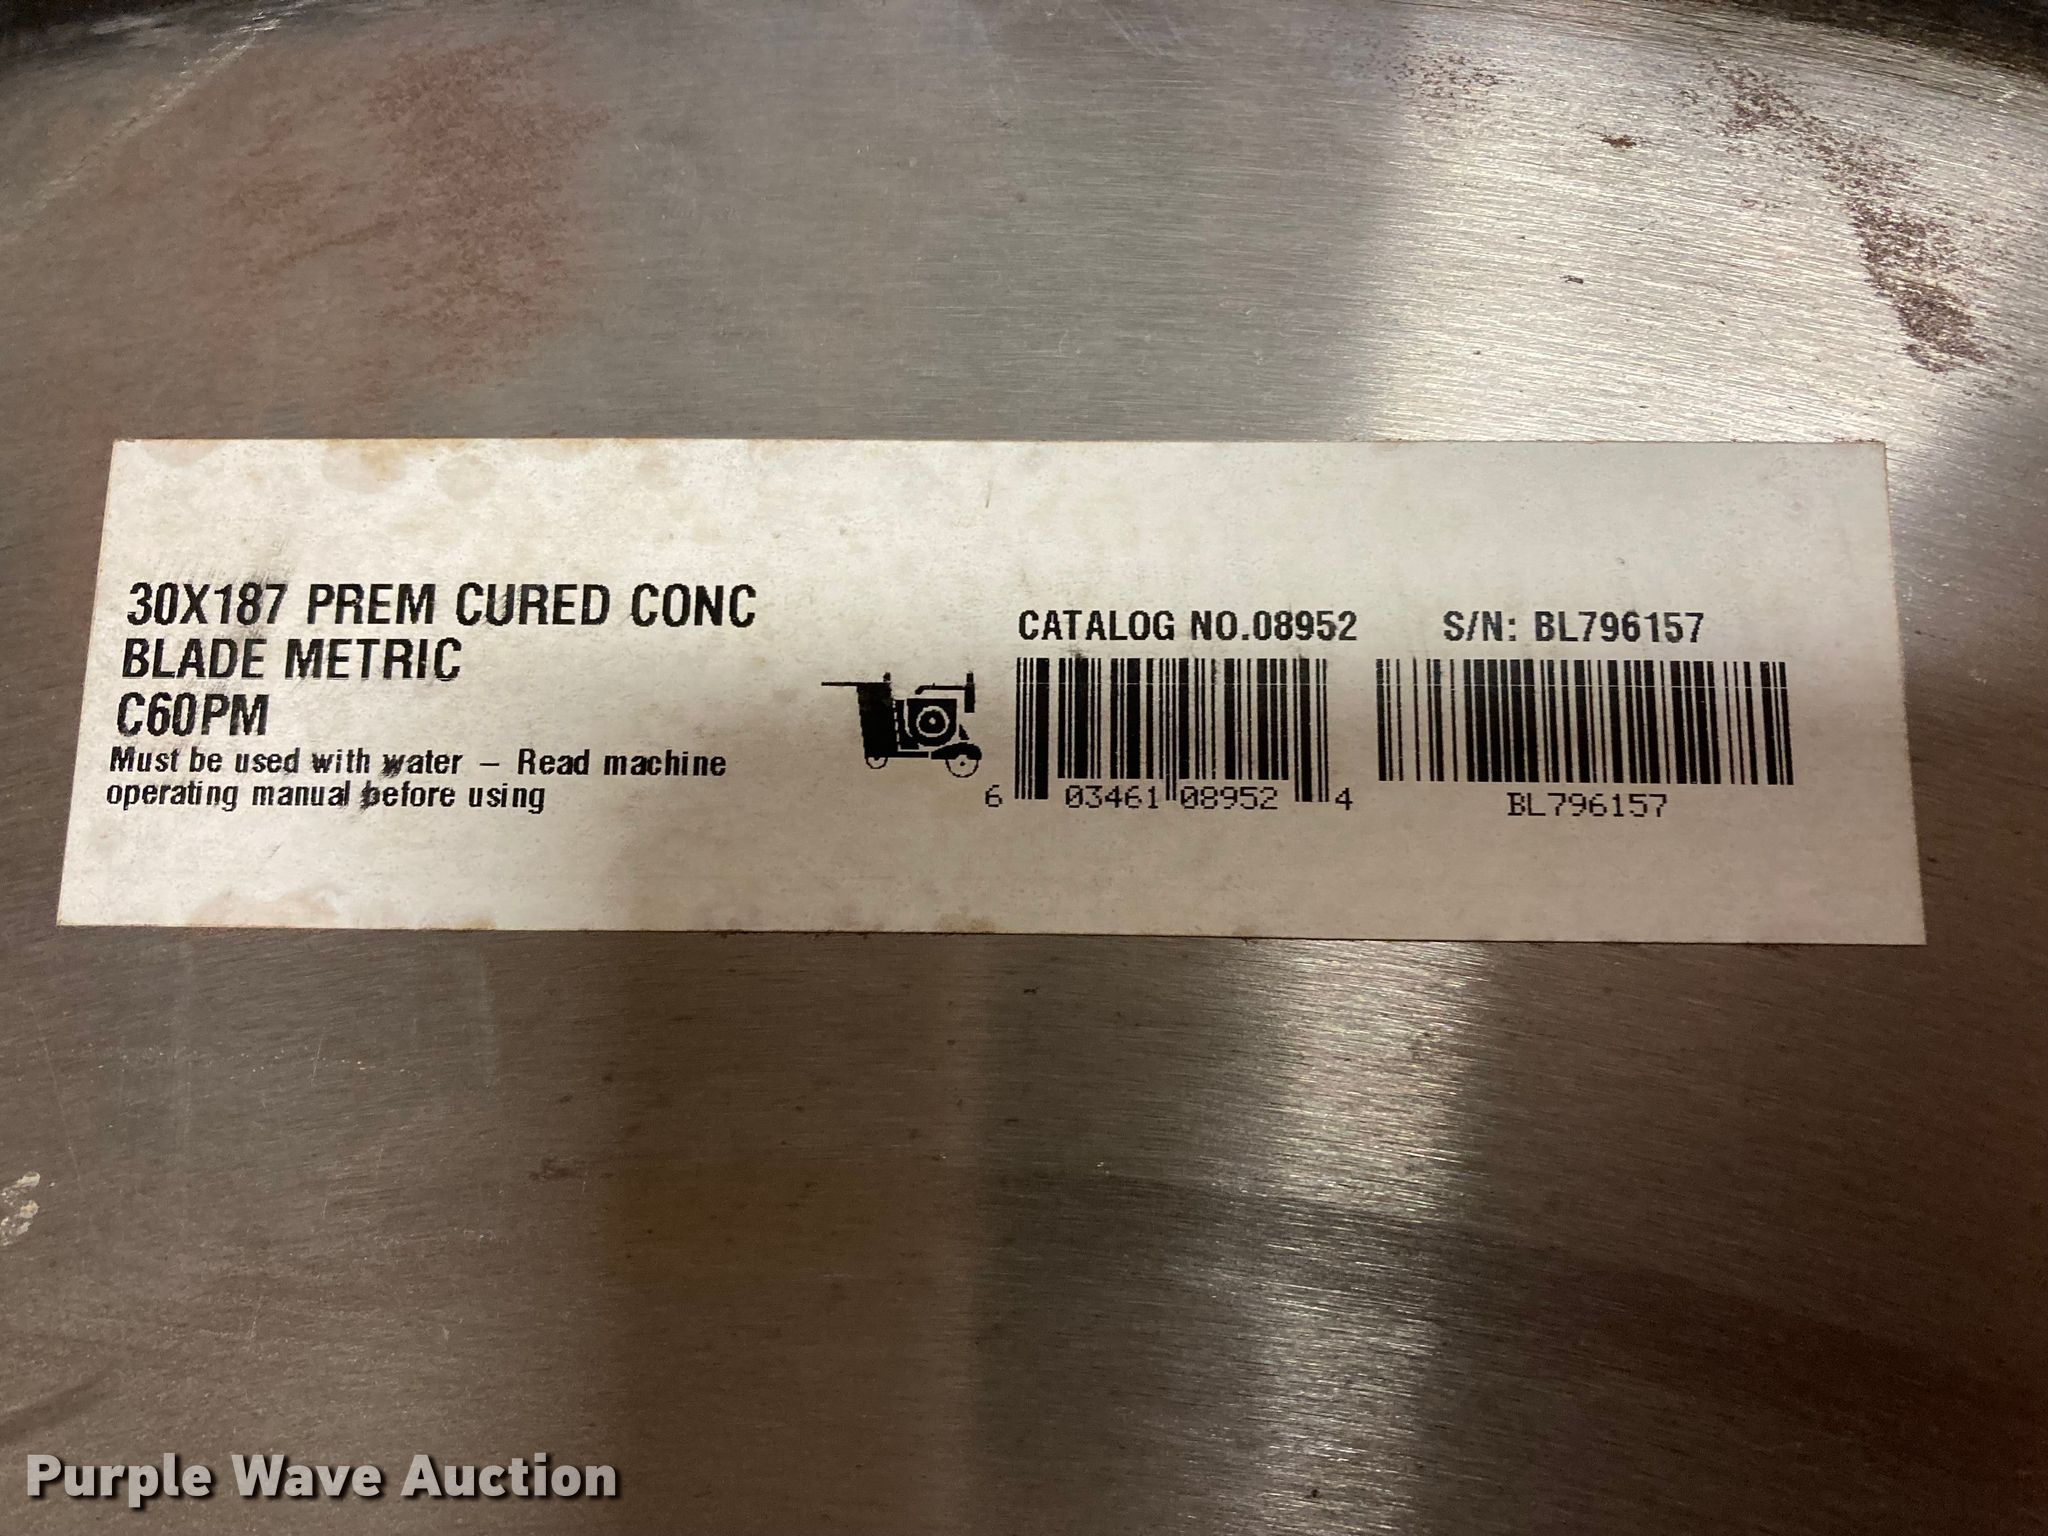 30X187 PREM CURED CONC
BLADE METRIC
C60PM
Must be used with water – Read machine
operating manual before using
CATALOG NO.08952
6 03461 08952 4
S/N: BL796157
BL796157
Purple Wave Auction